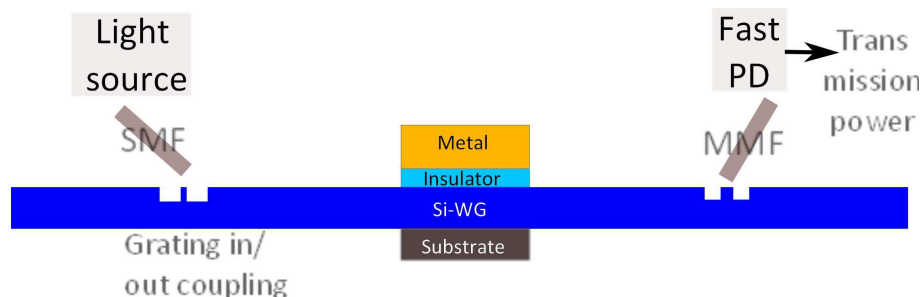 Light
source
Fast
PD
Trans
mission
power
SMF
MMF
Metal
Insulator
Si-WG
Substrate
Grating in/
out coupling